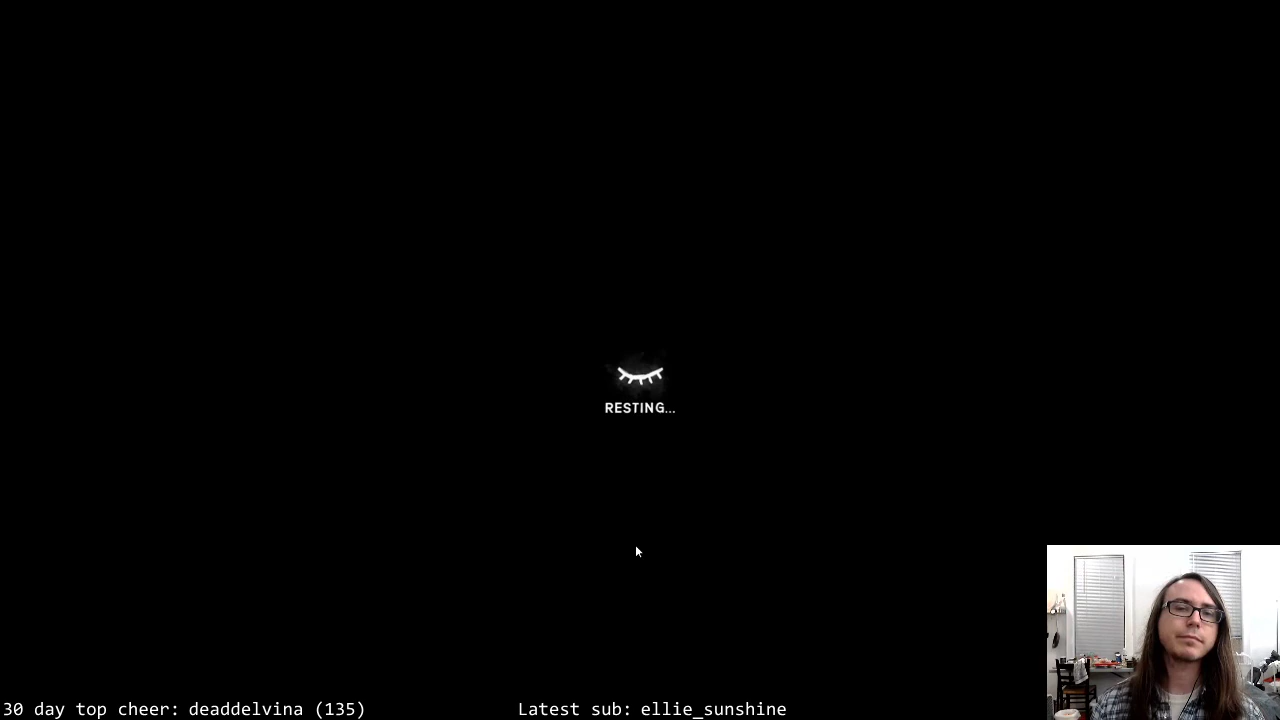 RESTING...
30 day top cheer: deaddelvina (135)
Latest sub: ellie_sunshine